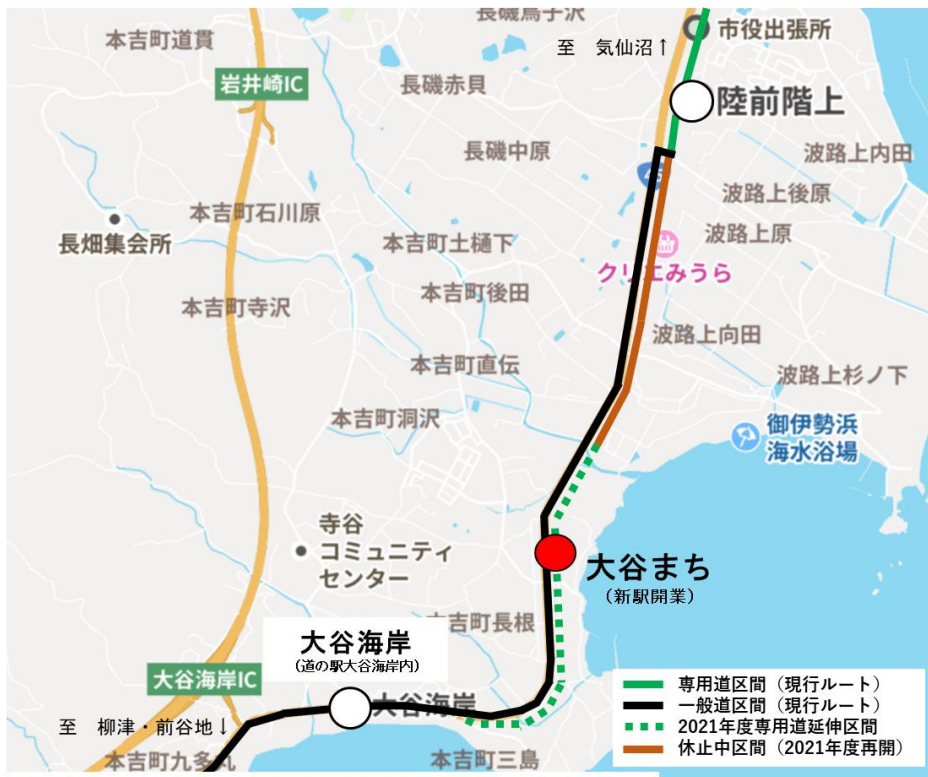 長磯鳥子沢
本吉町道貫
市役出張所
至 気仙沼↑
岩井崎IC
長磯赤貝
陸前階上
長磯中原
波路上内田
45
波路上後原
本吉町石川原
長畑集会所
本吉町土樋下
波路上原
クリエみうら
本吉町後田
本吉町寺沢
波路上向田
本吉町直伝
波路上杉ノ下
本吉町洞沢
御伊勢浜
海水浴場
寺谷
コミュニティ
センター
大谷まち
(新駅開業)
本吉町長根
大谷海岸
(道の駅大谷海岸内)
大谷海岸IC
大谷海岸
至 柳津・前谷地↓
本吉町九多丸
本吉町三島
専用道区間(現行ルート)
一般道区間(現行ルート)
2021年度専用道延伸区間
休止中区間(2021年度再開)